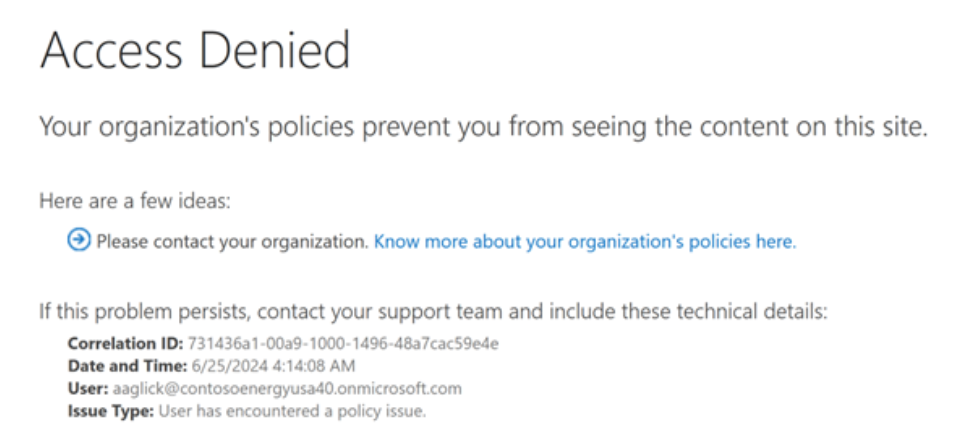 Access Denied
Your organization's policies prevent you from seeing the content on this site.
Here are a few ideas:
Please contact your organization. Know more about your organization's policies here.
If this problem persists, contact your support team and include these technical details:
Correlation ID: 731436a1-00a9-1000-1496-48a7cac59e4e
Date and Time: 6/25/2024 4:14:08 AM
User: aaglick@contosoenergyusa40.onmicrosoft.com
Issue Type: User has encountered a policy issue.